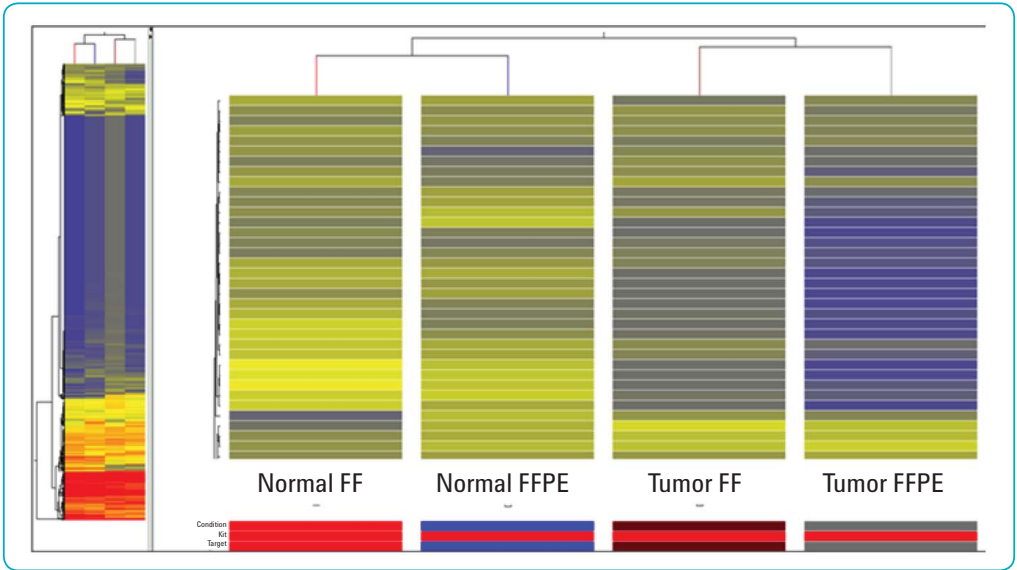 Normal FF
Normal FFPE
Tumor FF
Tumor FFPE
Condition
Kit
Target